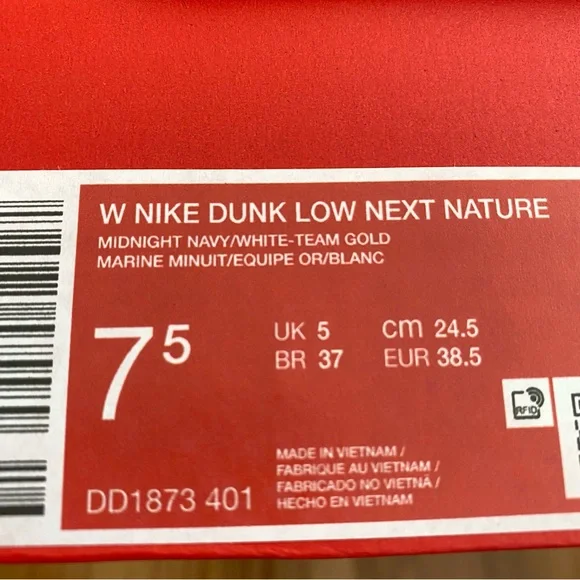 W NIKE DUNK LOW NEXT NATURE
MIDNIGHT NAVY/WHITE-TEAM GOLD
MARINE MINUIT/EQUIPE OR/BLANC
7⁵
UK 5 cm 24.5
BR 37 EUR 38.5
RFID
MADE IN VIETNAM /
FABRIQUE AU VIETNAM /
FABRICADO NO VIETNÃ /
HECHO EN VIETNAM
DD1873 401